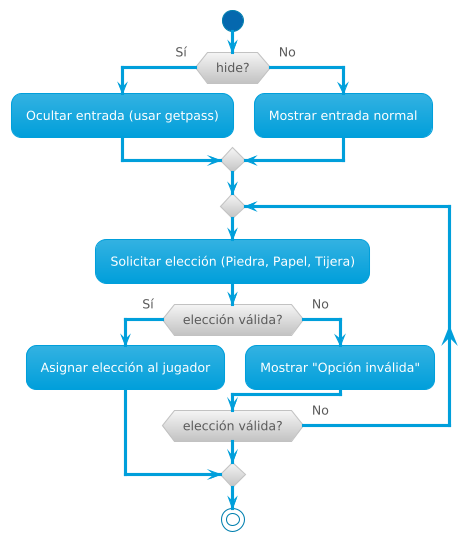 Sí
hide?
No
Ocultar entrada (usar getpass)
Mostrar entrada normal
Solicitar elección (Piedra, Papel, Tijera)
Sí
elección válida?
No
Asignar elección al jugador
Mostrar "Opción inválida"
elección válida?
No